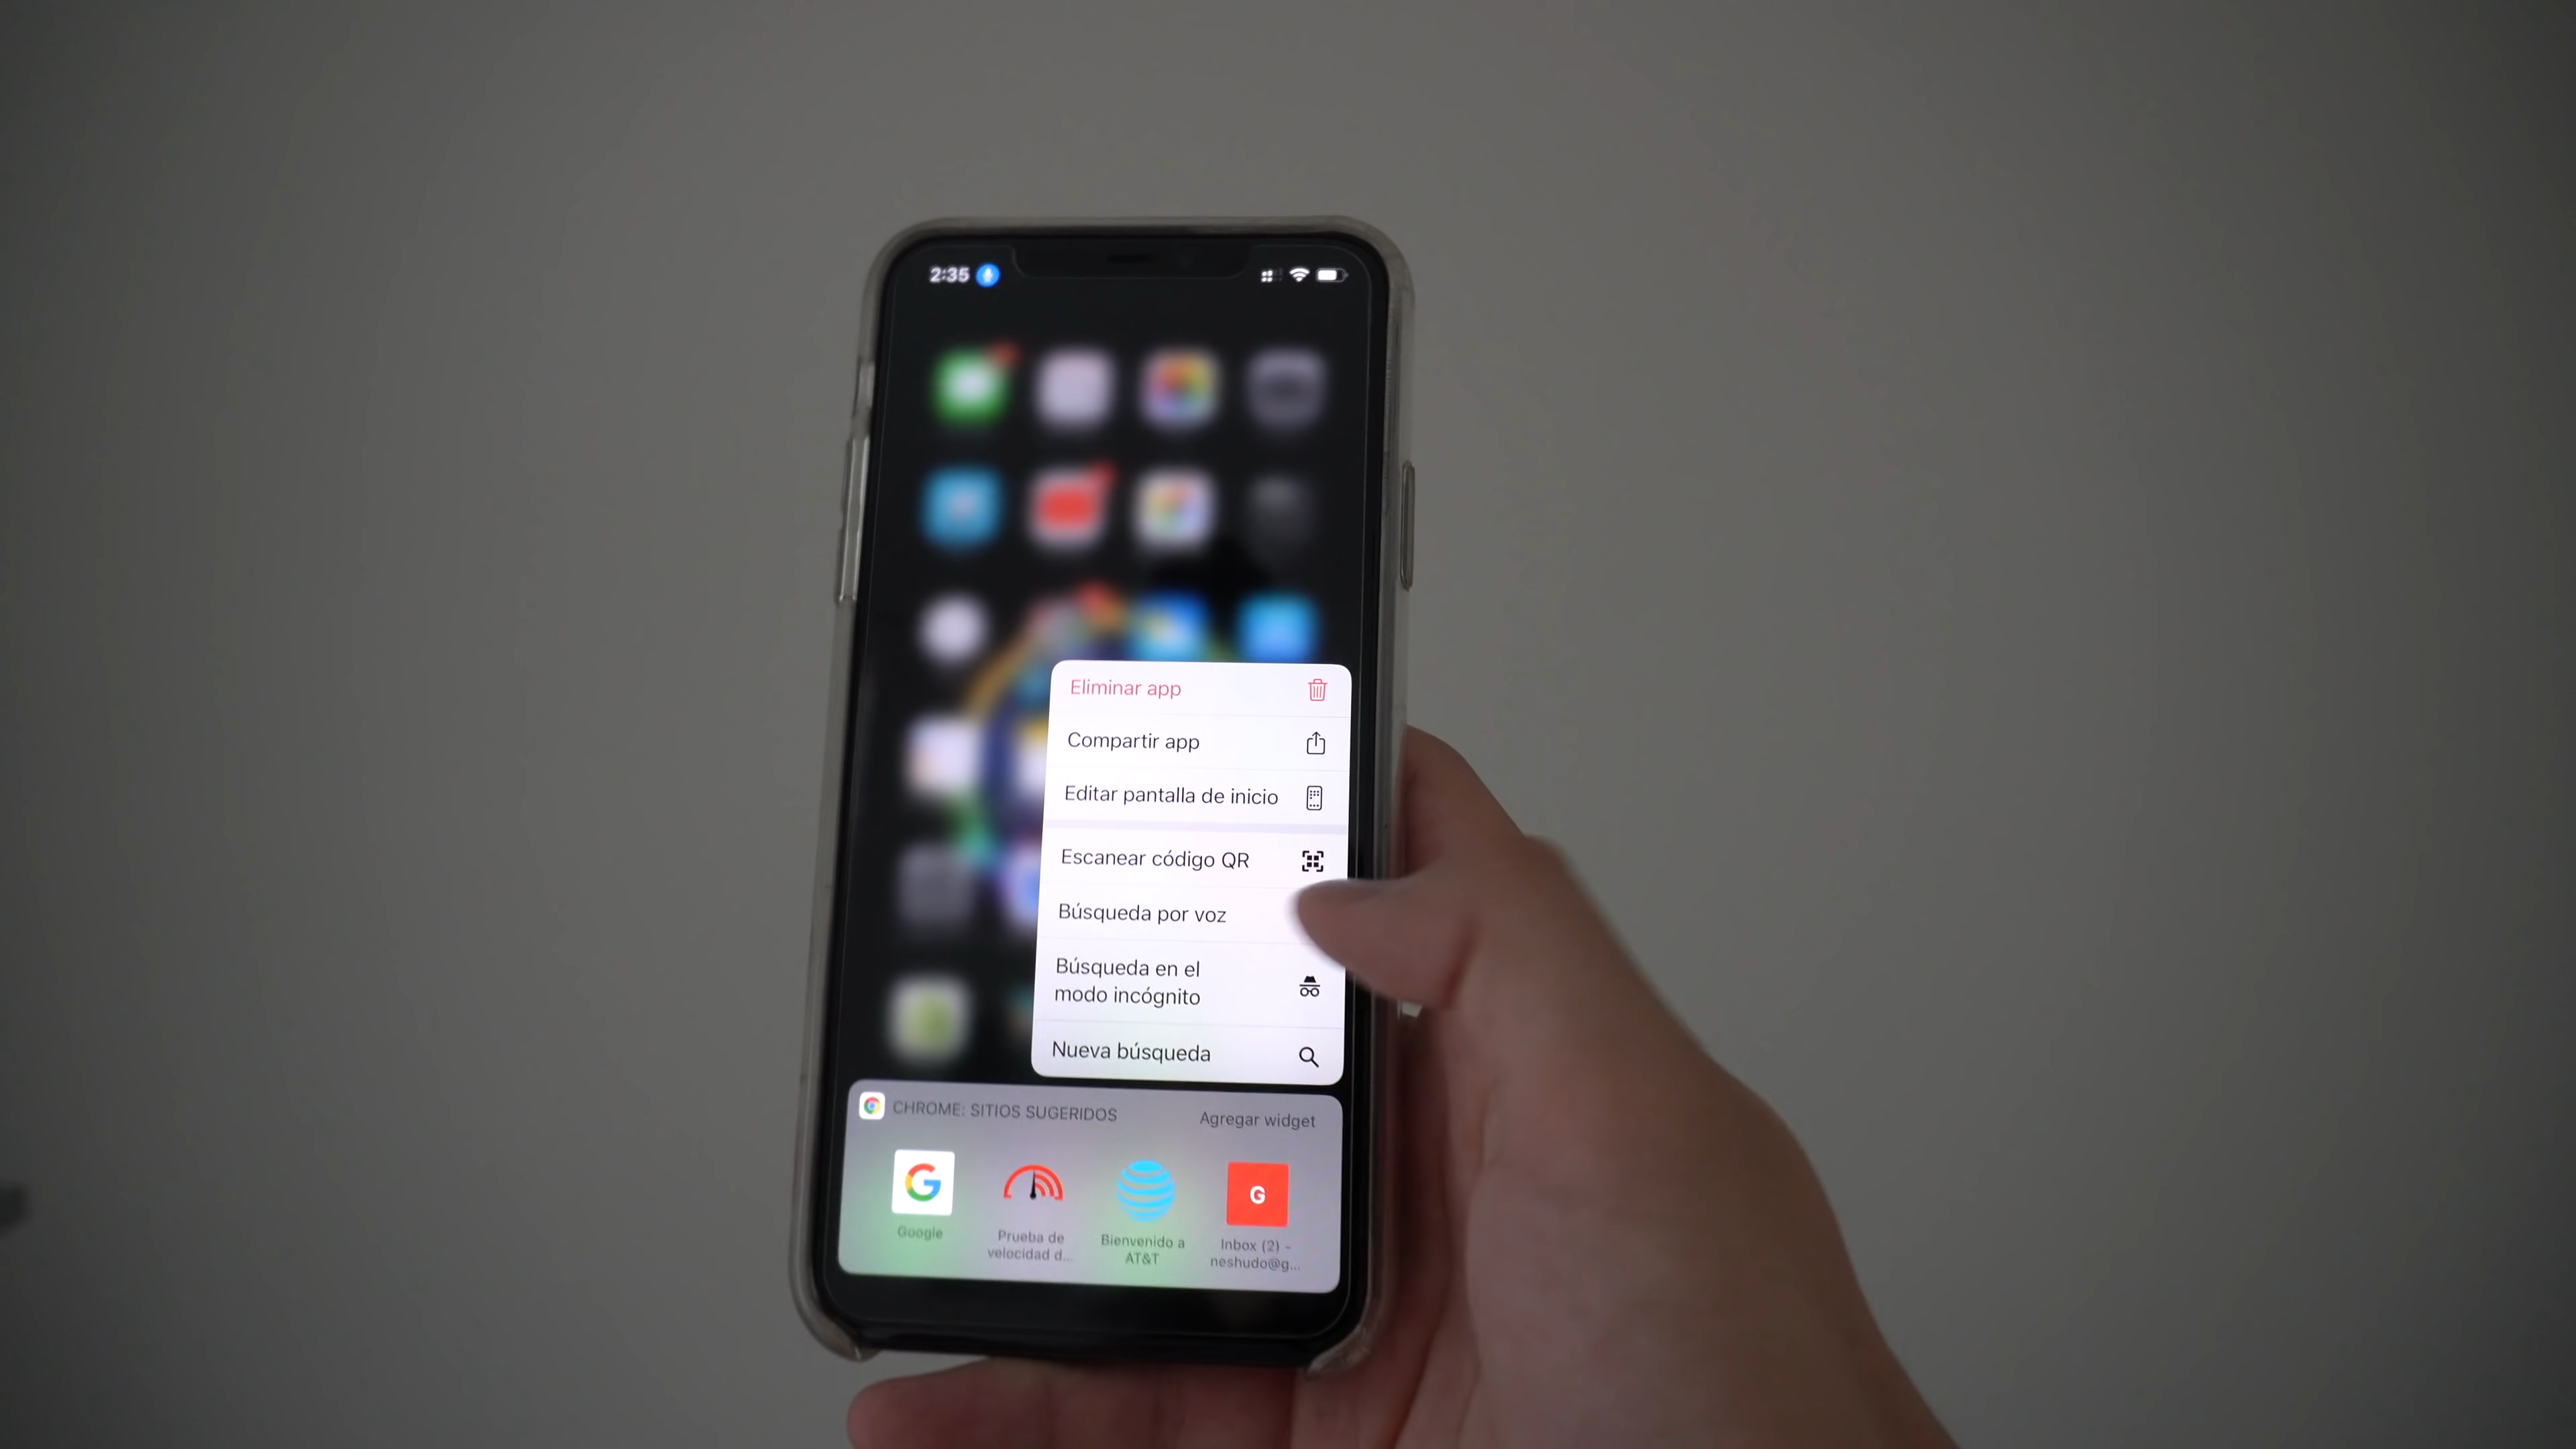 2:35
Eliminar app
Compartir app
Editar pantalla de inicio
Escanear código QR
Búsqueda por voz
Búsqueda en el
modo incógnito
Nueva búsqueda
CHROME: SITIOS SUGERIDOS
Agregar widget
G
Google
Prueba de
velocidad d...
Bienvenido a
AT&T
G
Inbox (2) -
neshudo@g...